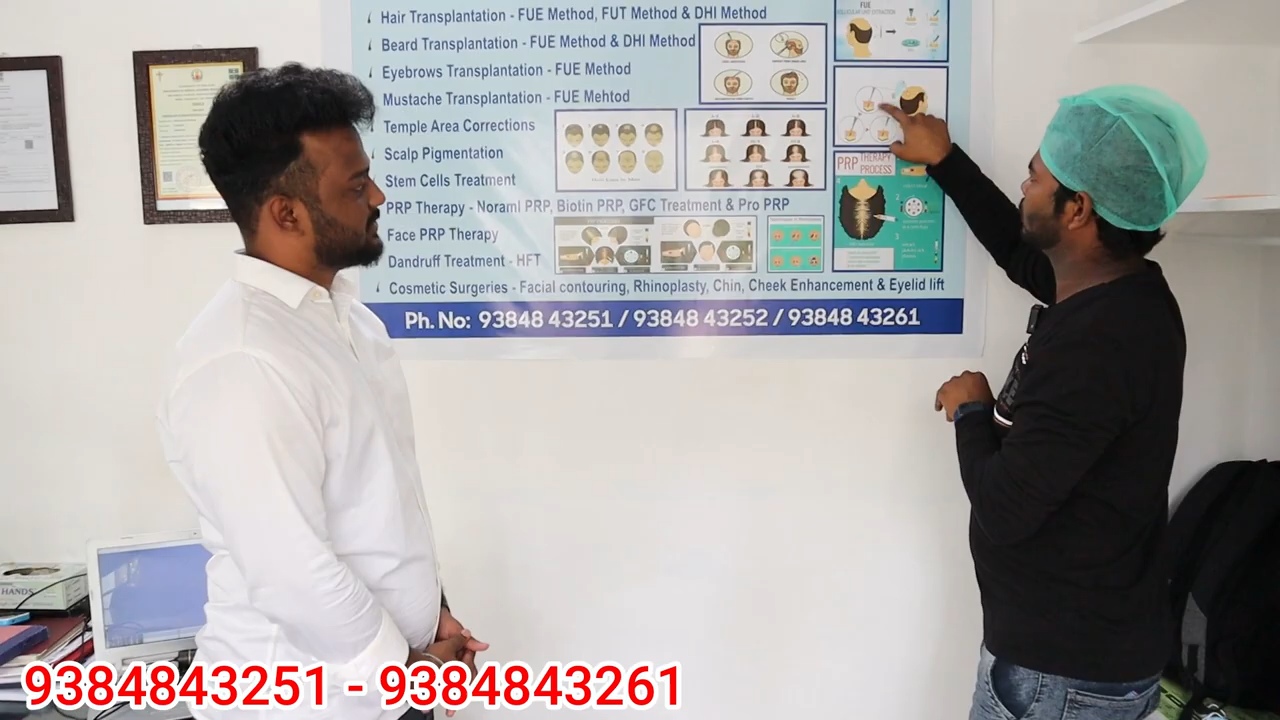 Hair Transplantation - FUE Method, FUT Method & DHI Method
Beard Transplantation - FUE Method & DHI Method
Eyebrows Transplantation - FUE Method
Mustache Transplantation - FUE Mehtod
Temple Area Corrections
Scalp Pigmentation
Stem Cells Treatment
PRP Therapy - Noraml PRP, Biotin PRP, GFC Treatment & Pro PRP
Face PRP Therapy
Dandruff Treatment - HFT
Cosmetic Surgeries - Facial contouring, Rhinoplasty, Chin, Cheek Enhancement & Eyelid lift
Ph. No: 93848 43251 / 93848 43252 / 93848 43261
FUE
PRP THERAPY
PROCESS
HANDS
9384843251 - 9384843261